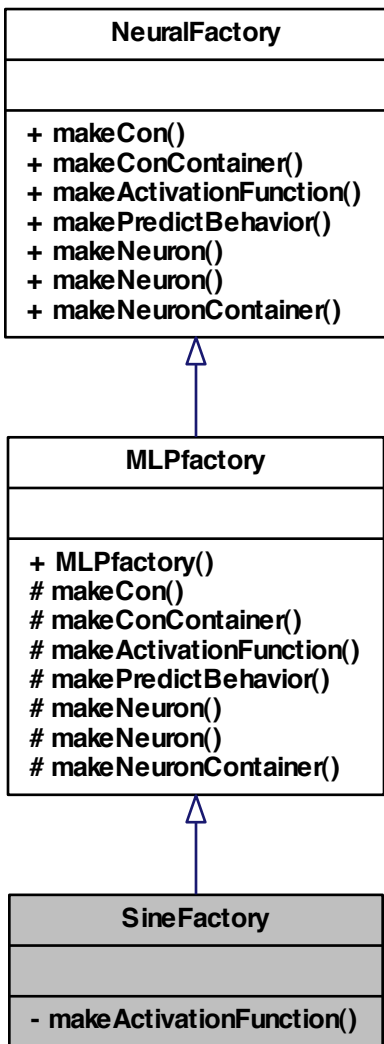 NeuralFactory
+ makeCon()
+ makeConContainer()
+ makeActivationFunction()
+ makePredictBehavior()
+ makeNeuron()
+ makeNeuron()
+ makeNeuronContainer()
MLPfactory
+ MLPfactory()
# makeCon()
# makeConContainer()
# makeActivationFunction()
# makePredictBehavior()
# makeNeuron()
# makeNeuron()
# makeNeuronContainer()
SineFactory
- makeActivationFunction()